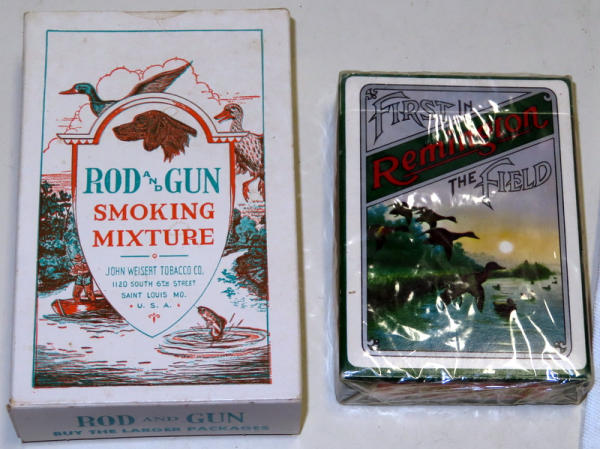 ROD AND GUN
SMOKING
MIXTURE
JOHN WEISERT TOBACCO CO.
1120 SOUTH 6TH STREET
SAINT LOUIS MO.
U.S.A.
ROD AND GUN
BUY THE LARGER PACKAGES
AS
FIRST IN
Remington
THE FIELD